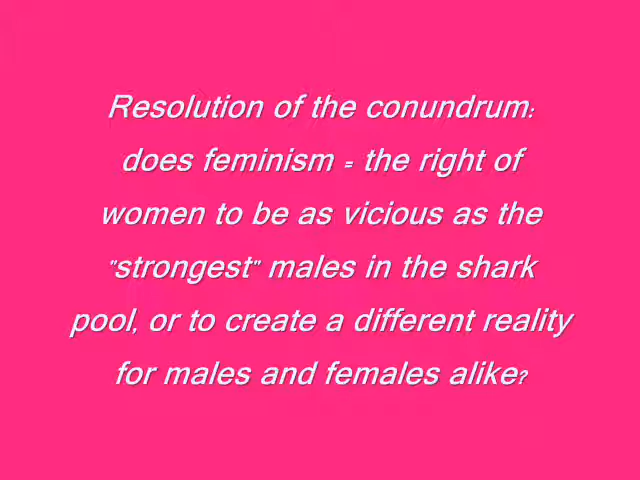 Resolution of the conundrum:
does feminism = the right of
women to be as vicious as the
"strongest" males in the shark
pool, or to create a different reality
for males and females alike?